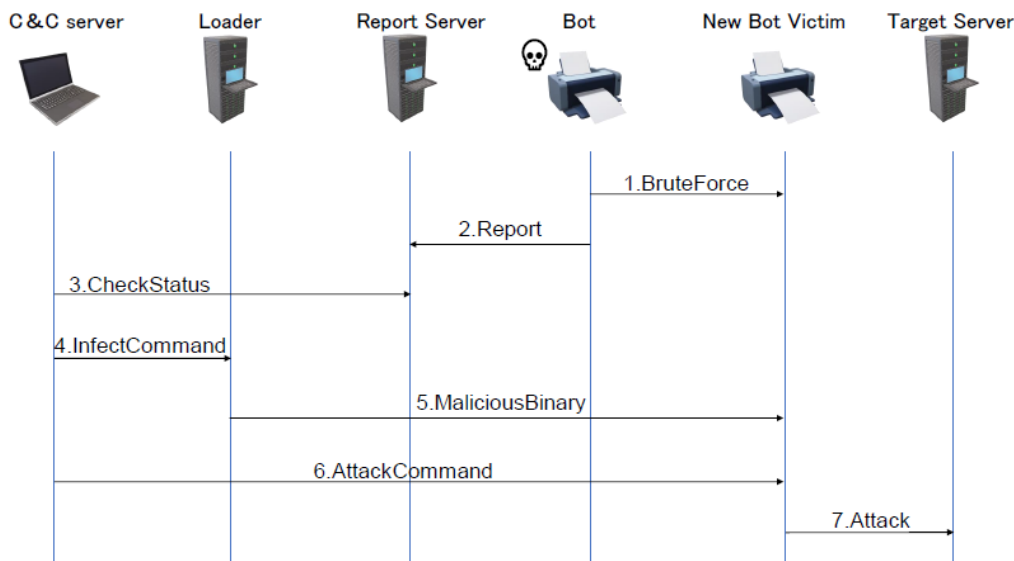 C&C server
Loader
Report Server
Bot
New Bot Victim
Target Server
1.BruteForce
2.Report
3.CheckStatus
4.InfectCommand
5.MaliciousBinary
6.AttackCommand
7.Attack